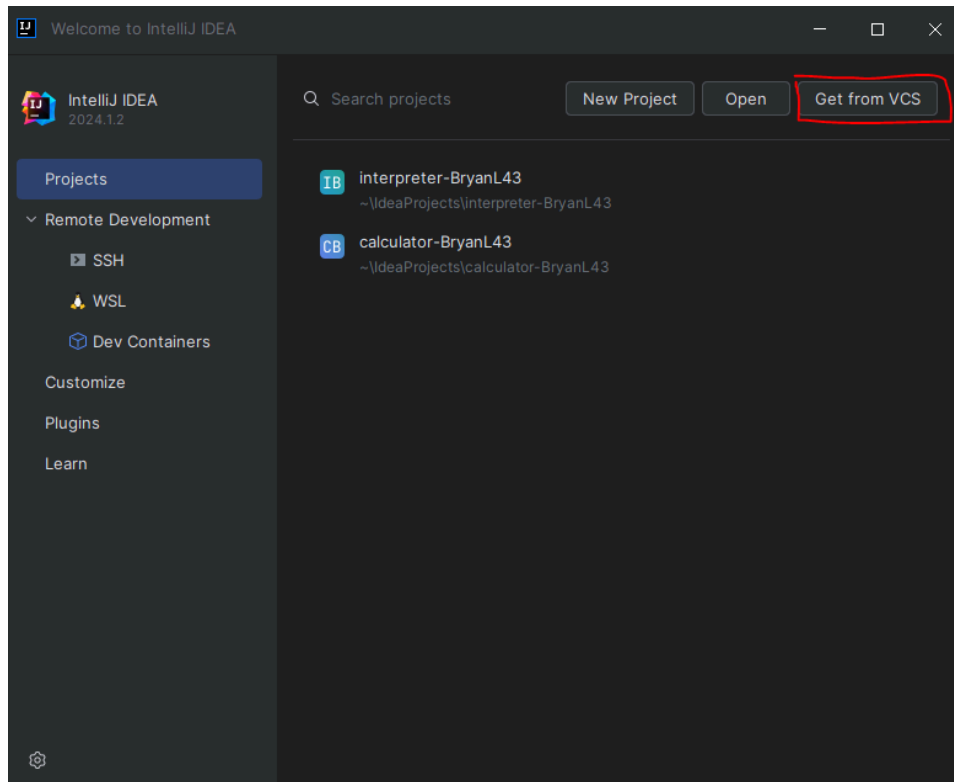 Welcome to IntelliJ IDEA
IntelliJ IDEA
2024.1.2
Search projects
New Project
Open
Get from VCS
Projects
Remote Development
SSH
WSL
Dev Containers
Customize
Plugins
Learn
IB
interpreter-BryanL43
~\IdeaProjects\interpreter-BryanL43
CB
calculator-BryanL43
~\IdeaProjects\calculator-BryanL43